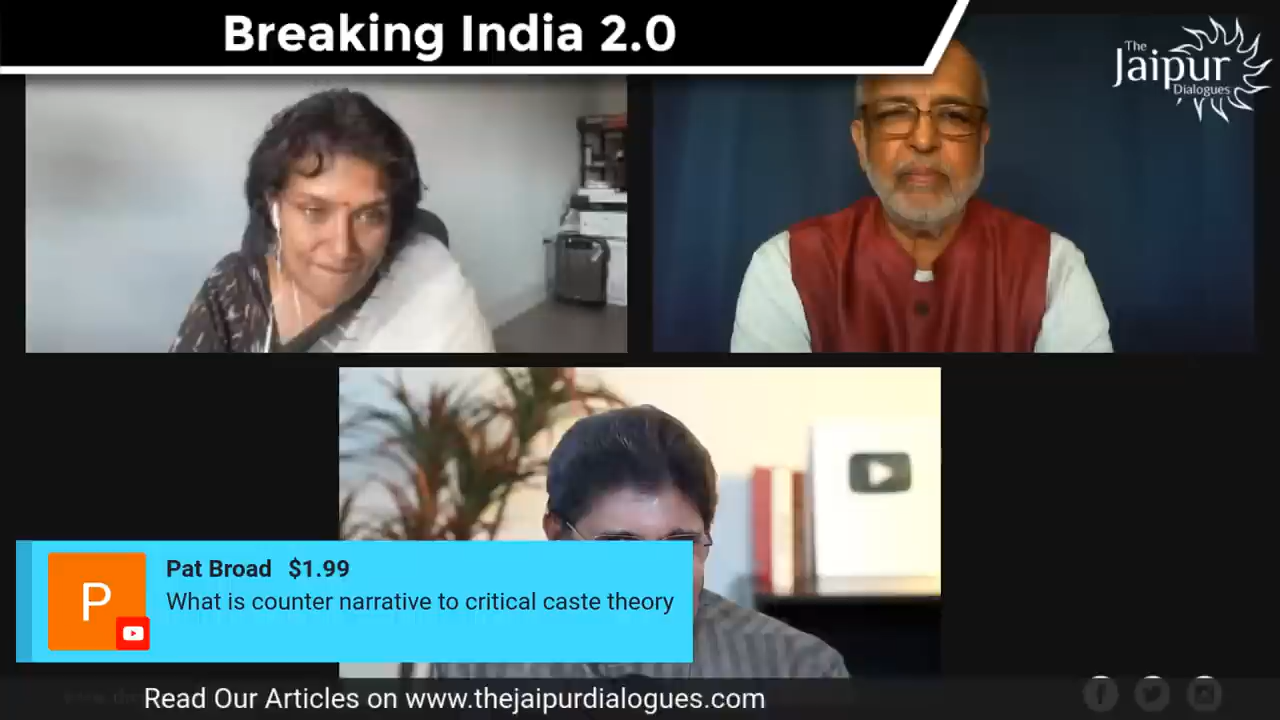 Breaking India 2.0
The
Jaipur
Dialogues
Pat Broad $1.99
P
What is counter narrative to critical caste theory
Read Our Articles on www.thejaipurdialogues.com